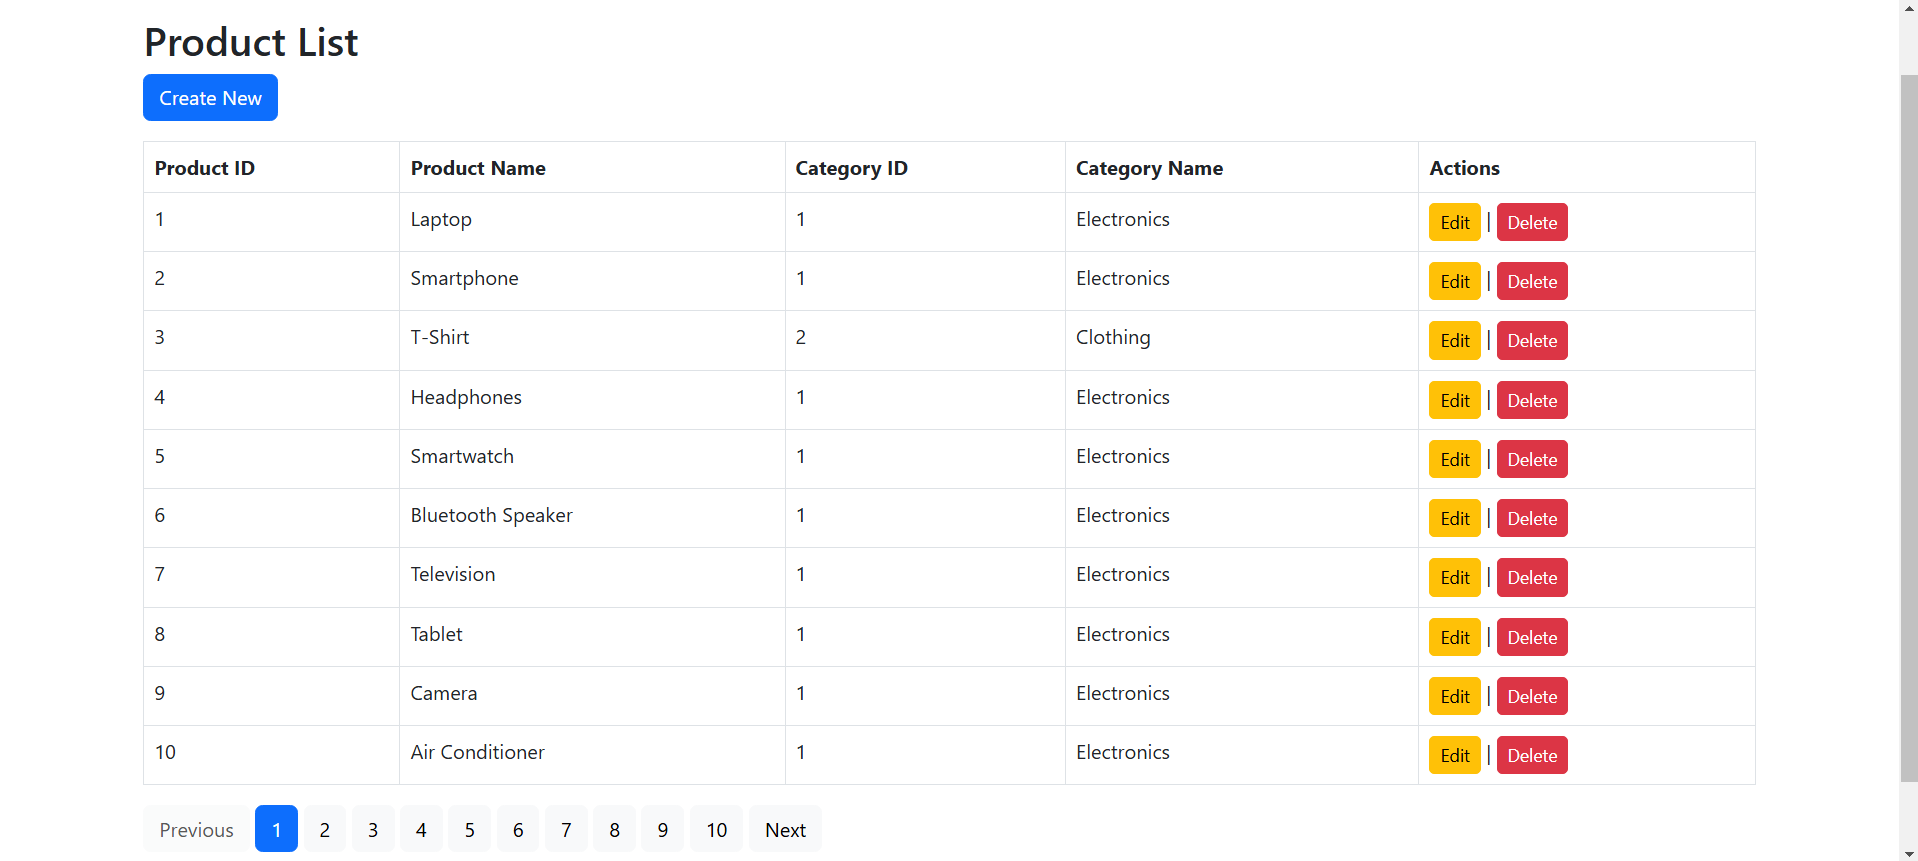 Product List
Create New
Product ID Product Name Category ID Category Name Actions
1 Laptop 1 Electronics Edit | Delete
2 Smartphone 1 Electronics Edit | Delete
3 T-Shirt 2 Clothing Edit | Delete
4 Headphones 1 Electronics Edit | Delete
5 Smartwatch 1 Electronics Edit | Delete
6 Bluetooth Speaker 1 Electronics Edit | Delete
7 Television 1 Electronics Edit | Delete
8 Tablet 1 Electronics Edit | Delete
9 Camera 1 Electronics Edit | Delete
10 Air Conditioner 1 Electronics Edit | Delete
Previous 1 2 3 4 5 6 7 8 9 10 Next